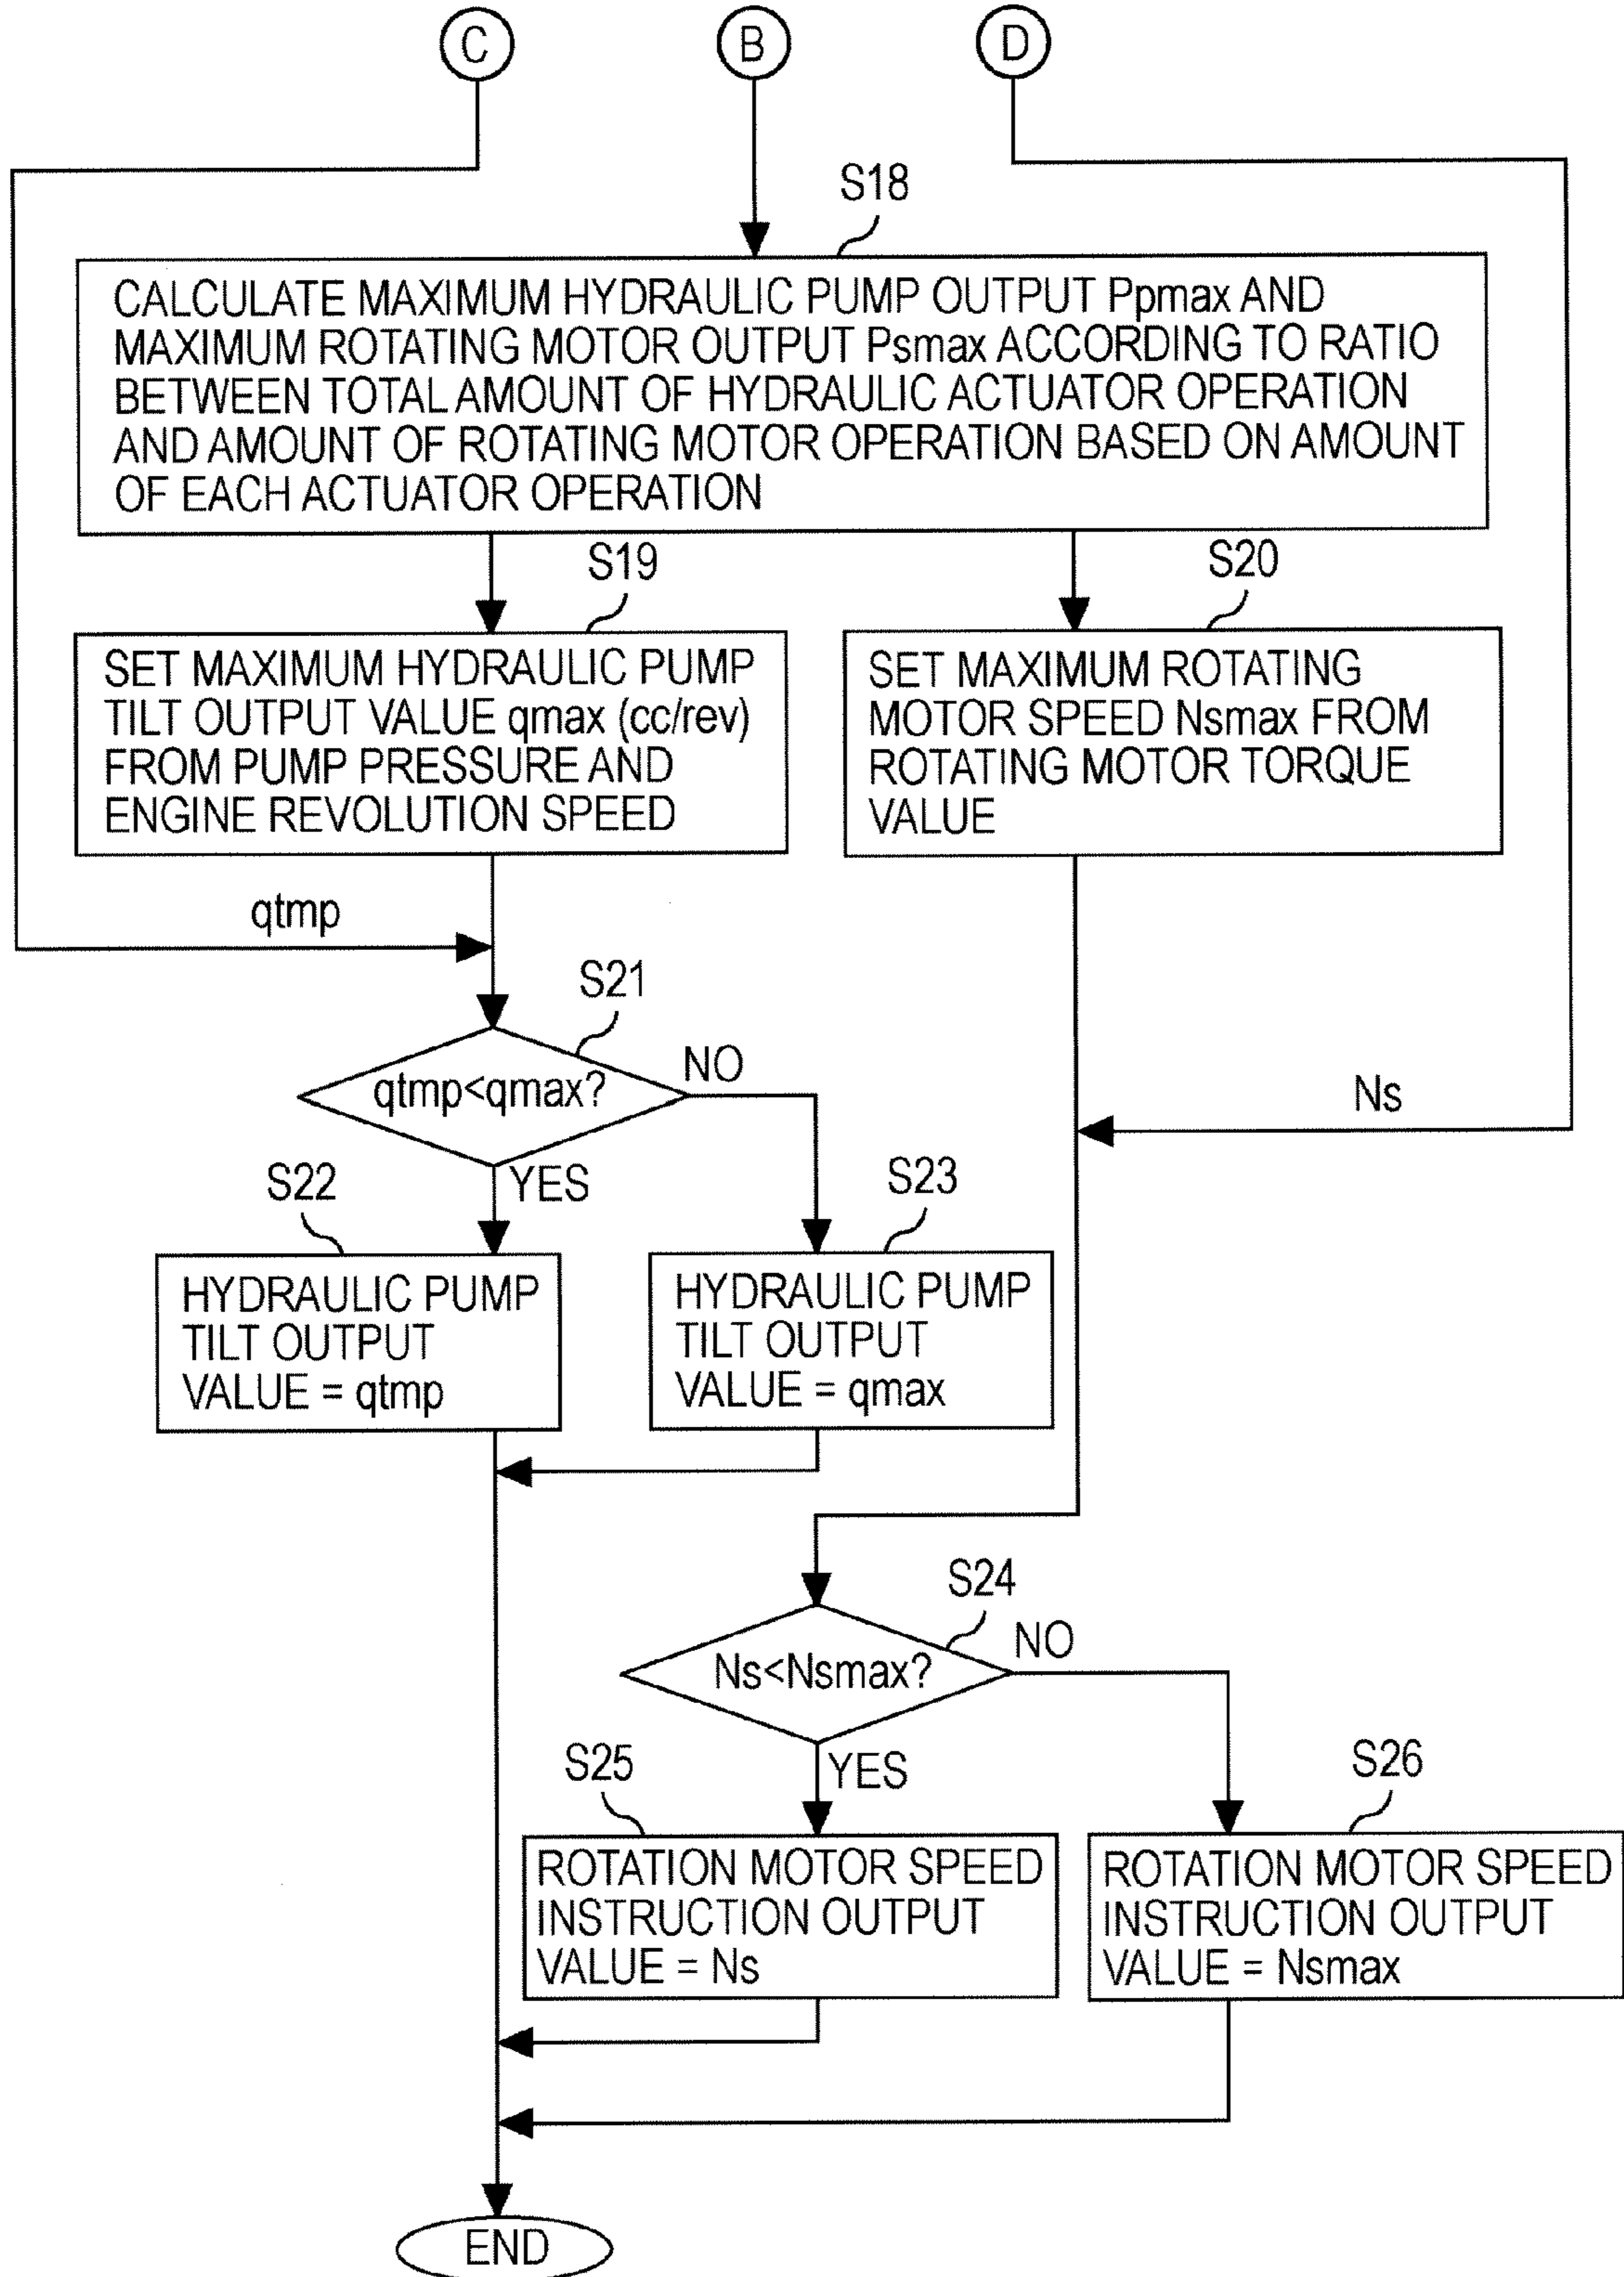 C
B
D
S18
CALCULATE MAXIMUM HYDRAULIC PUMP OUTPUT Ppmax AND
MAXIMUM ROTATING MOTOR OUTPUT Psmax ACCORDING TO RATIO
BETWEEN TOTAL AMOUNT OF HYDRAULIC ACTUATOR OPERATION
AND AMOUNT OF ROTATING MOTOR OPERATION BASED ON AMOUNT
OF EACH ACTUATOR OPERATION
S19
SET MAXIMUM HYDRAULIC PUMP
TILT OUTPUT VALUE qmax (cc/rev)
FROM PUMP PRESSURE AND
ENGINE REVOLUTION SPEED
S20
SET MAXIMUM ROTATING
MOTOR SPEED Nsmax FROM
ROTATING MOTOR TORQUE
VALUE
qtmp
S21
qtmp<qmax?
NO
YES
Ns
S22
HYDRAULIC PUMP
TILT OUTPUT
VALUE = qtmp
S23
HYDRAULIC PUMP
TILT OUTPUT
VALUE = qmax
S24
Ns<Nsmax?
NO
YES
S25
ROTATION MOTOR SPEED
INSTRUCTION OUTPUT
VALUE = Ns
S26
ROTATION MOTOR SPEED
INSTRUCTION OUTPUT
VALUE = Nsmax
END